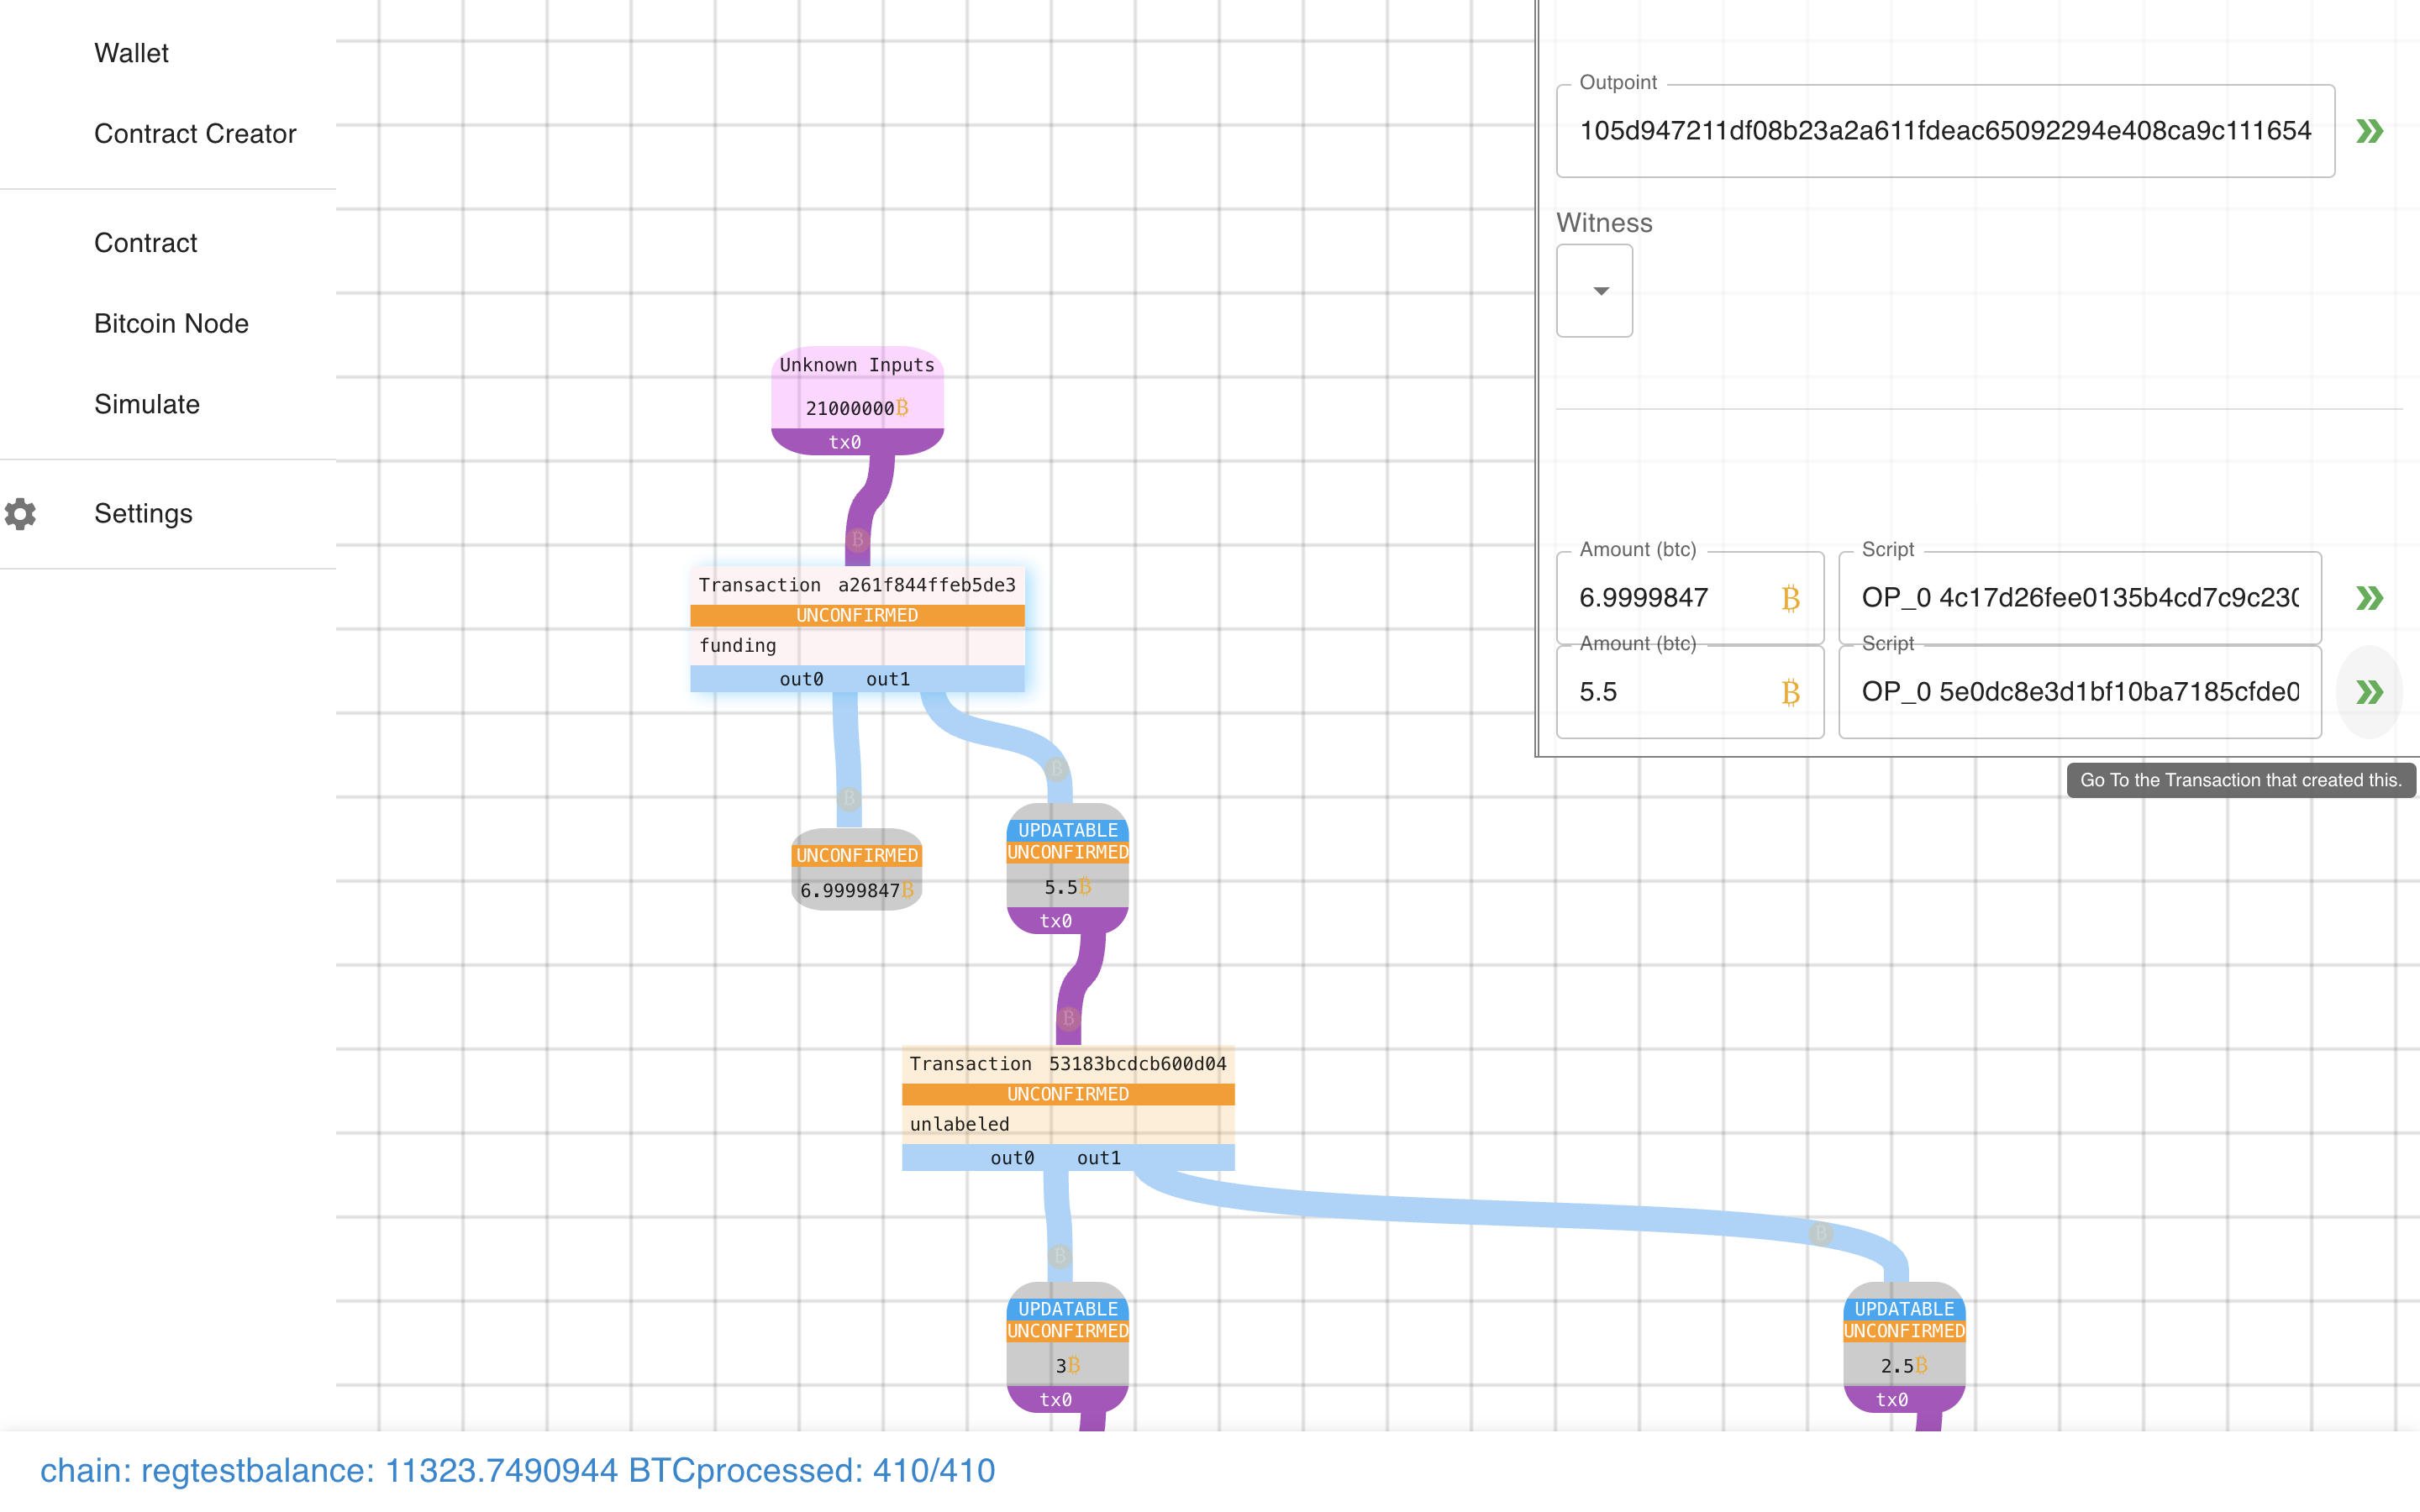 Wallet
Contract Creator
Contract
Bitcoin Node
Simulate
Settings
Unknown Inputs
21000000₿
tx0
Transaction a261f844ffeb5de3
UNCONFIRMED
funding
out0 out1
UNCONFIRMED
6.9999847₿
UPDATABLE
UNCONFIRMED
5.5₿
tx0
Transaction 53183bcdcb600d04
UNCONFIRMED
unlabeled
out0 out1
UPDATABLE
UNCONFIRMED
3₿
tx0
UPDATABLE
UNCONFIRMED
2.5₿
tx0
Outpoint
105d947211df08b23a2a611fdeac65092294e408ca9c111654
Witness
Amount (btc) Script
6.9999847 ₿ OP_0 4c17d26fee0135b4cd7c9c230
Amount (btc) Script
5.5 ₿ OP_0 5e0dc8e3d1bf10ba7185cfde0
Go To the Transaction that created this.
chain: regtestbalance: 11323.7490944 BTCprocessed: 410/410